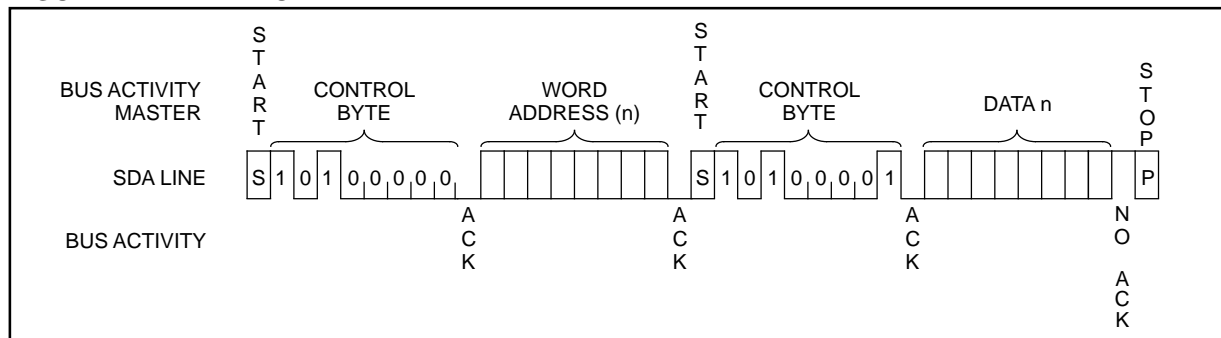 START
START
STOP
BUS ACTIVITY
MASTER
CONTROL
BYTE
WORD
ADDRESS (n)
CONTROL
BYTE
DATA n
SDA LINE
S 1 0 1 0 0 0 0 0
S 1 0 1 0 0 0 1
P
BUS ACTIVITY
ACK
ACK
ACK
NO ACK